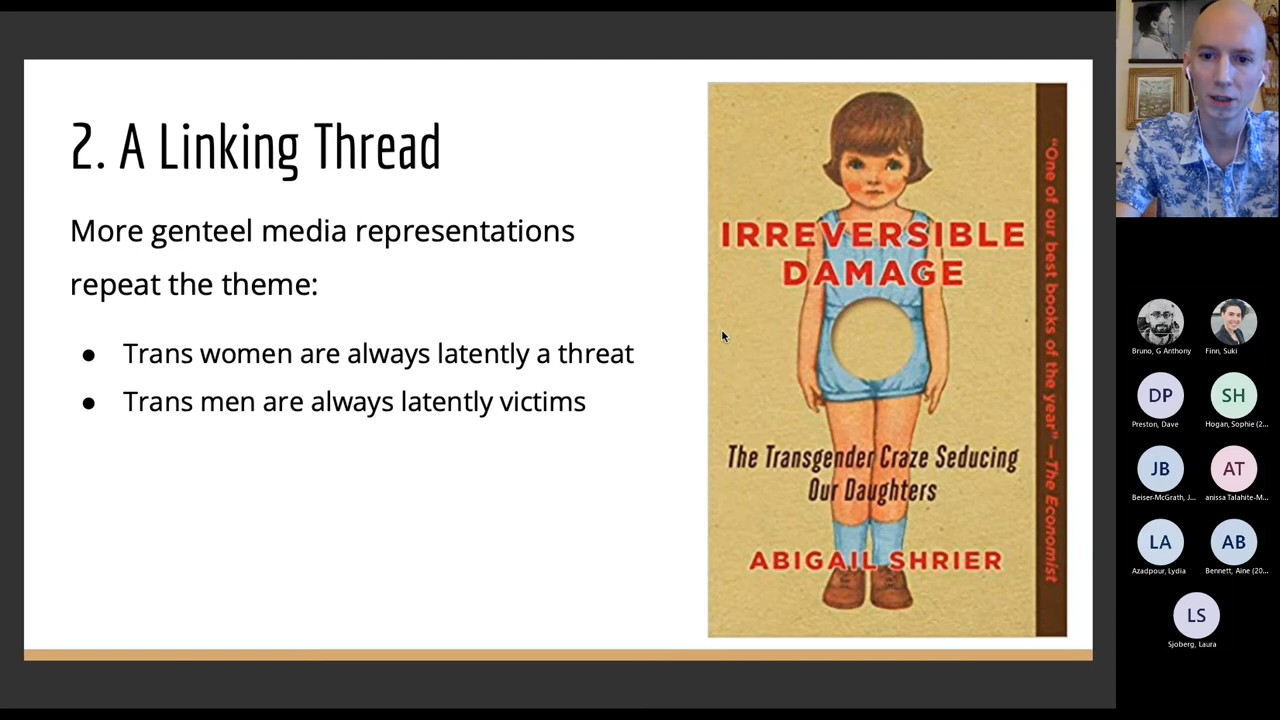 2. A Linking Thread
More genteel media representations
repeat the theme:
● Trans women are always latently a threat
● Trans men are always latently victims
IRREVERSIBLE
DAMAGE
The Transgender Craze Seducing
Our Daughters
ABIGAIL SHRIER
"One of our best books of the year" —The Economist
Bruno, G Anthony
Finn, Suki
DP
Preston, Dave
SH
Hogan, Sophie (2...
JB
Beiser-McGrath, J...
AT
anissa Talahite-M...
LA
Azadpour, Lydia
AB
Bennett, Aine (20...
LS
Sjoberg, Laura